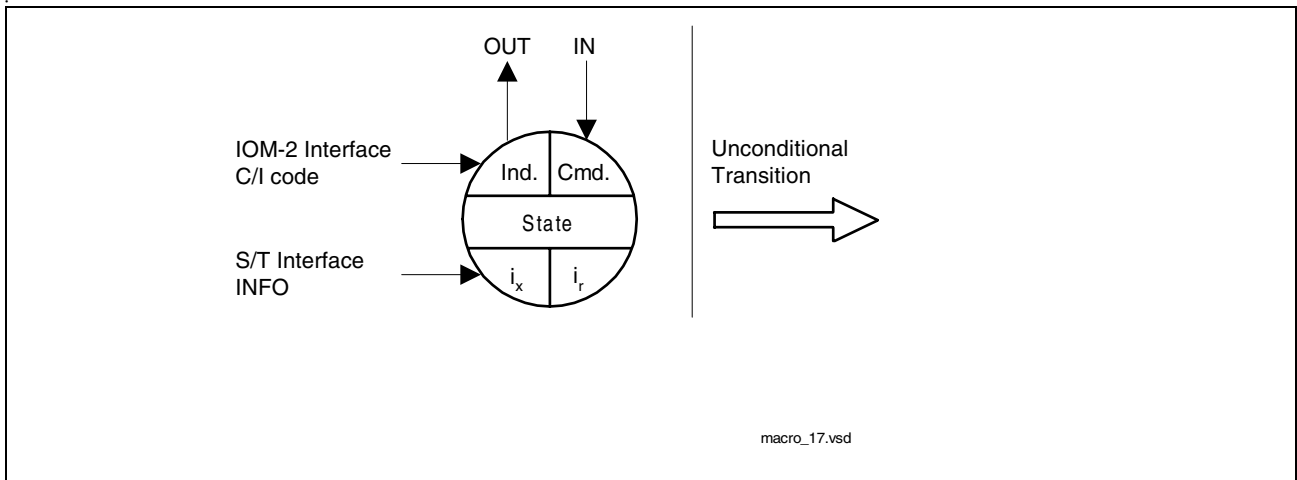 OUT IN
IOM-2 Interface
C/I code
Ind. Cmd.
State
S/T Interface
INFO
ix ir
Unconditional
Transition
macro_17.vsd